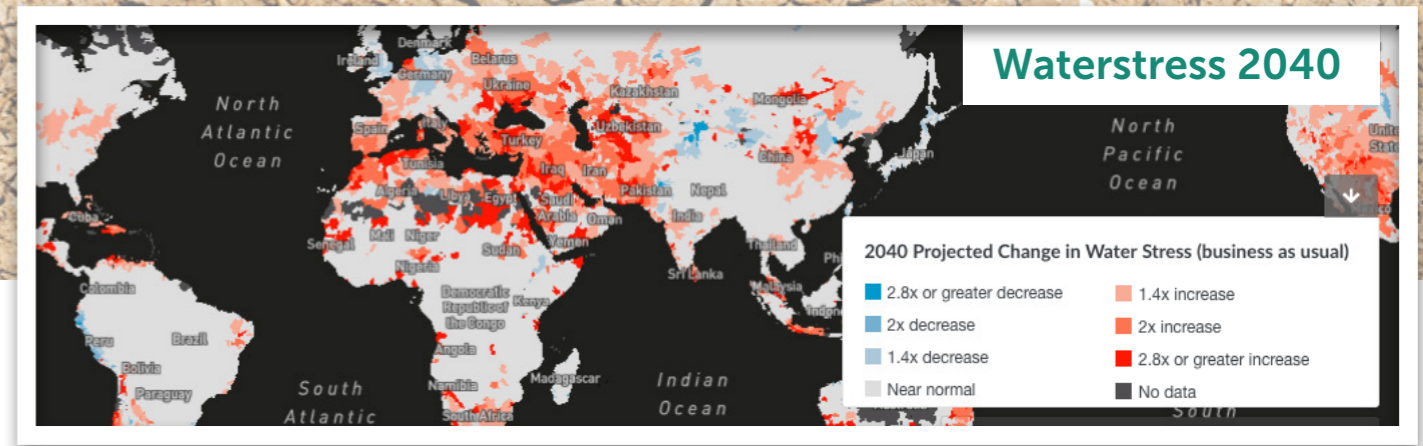 Waterstress 2040
Denmark
Ireland
Belarus
Germany
Ukraine
Kazakhstan
Mongolia
North
Atlantic
Ocean
Spain
Italy
Uzbekistan
Turkey
North
Pacific
Ocean
United
State
Tunisia
China
Japan
Iraq
Iran
Algeria
Libya
Egypt
Pakistan
Nepal
Saudi
Arabia
Oman
India
Cuba
Mexico
Senegal
Mali
Niger
Sudan
Yemen
Thailand
Nigeria
Sri Lanka
Colombia
Democratic
Republic of
the Congo
Kenya
Malaysia
Peru
Brazil
Angola
Bolivia
Paraguay
Namibia
Madagascar
South
Atlantic
South Africa
Indian
Ocean
2040 Projected Change in Water Stress (business as usual)
2.8x or greater decrease
2x decrease
1.4x decrease
Near normal
1.4x increase
2x increase
2.8x or greater increase
No data
South